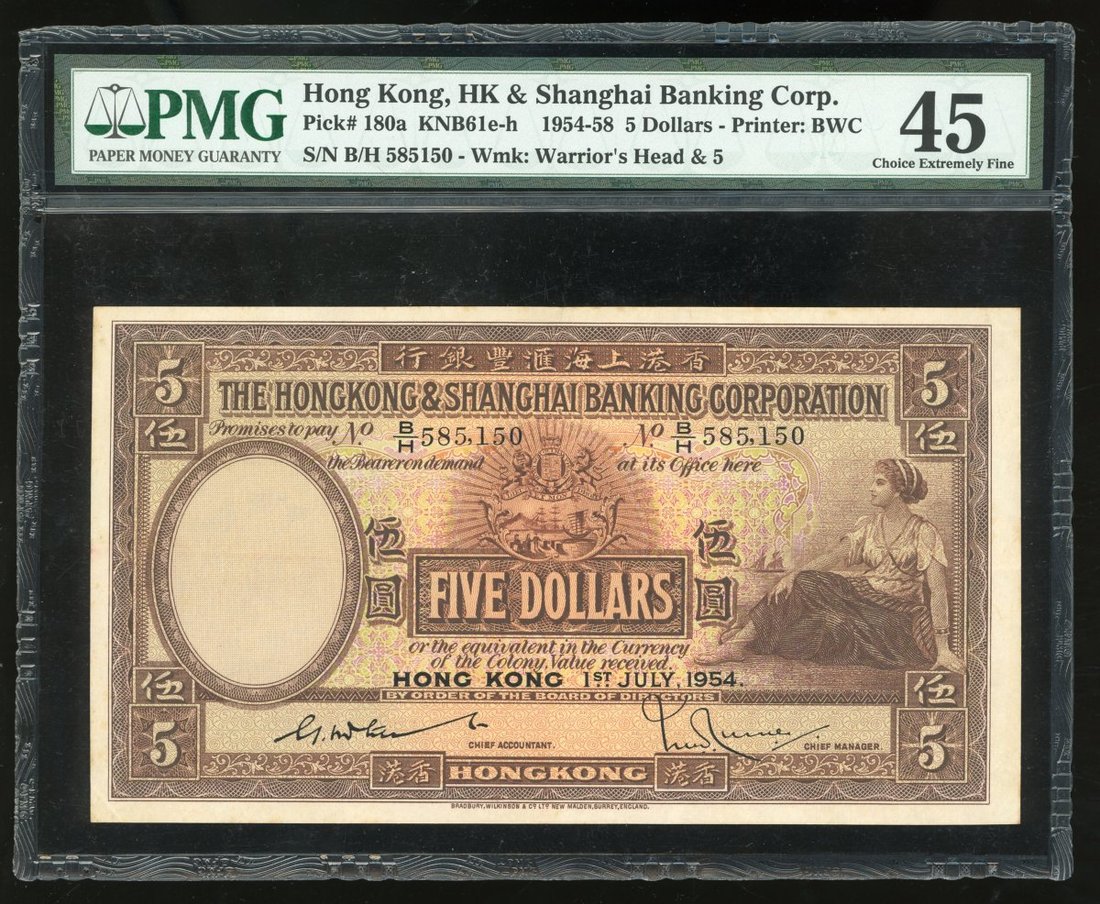 PMG
PAPER MONEY GUARANTY
Hong Kong, HK & Shanghai Banking Corp.
Pick# 180a KNB61e-h 1954-58 5 Dollars - Printer: BWC
S/N B/H 585150 - Wmk: Warrior's Head & 5
45
Choice Extremely Fine
5 行銀豐滙海上港香 5
THE HONGKONG & SHANGHAI BANKING CORPORATION
伍 Promises to pay No B/H 585,150 No B/H 585,150 伍
the Bearer on demand at its Office here
伍圓 伍圓
FIVE DOLLARS
or the equivalent in the Currency
of the Colony, Value received.
伍 HONG KONG 1ST JULY, 1954. 伍
BY ORDER OF THE BOARD OF DIRECTORS
5 CHIEF ACCOUNTANT. CHIEF MANAGER. 5
港香 HONGKONG 港香
BRADBURY, WILKINSON & Co LTD NEW MALDEN, SURREY, ENGLAND.